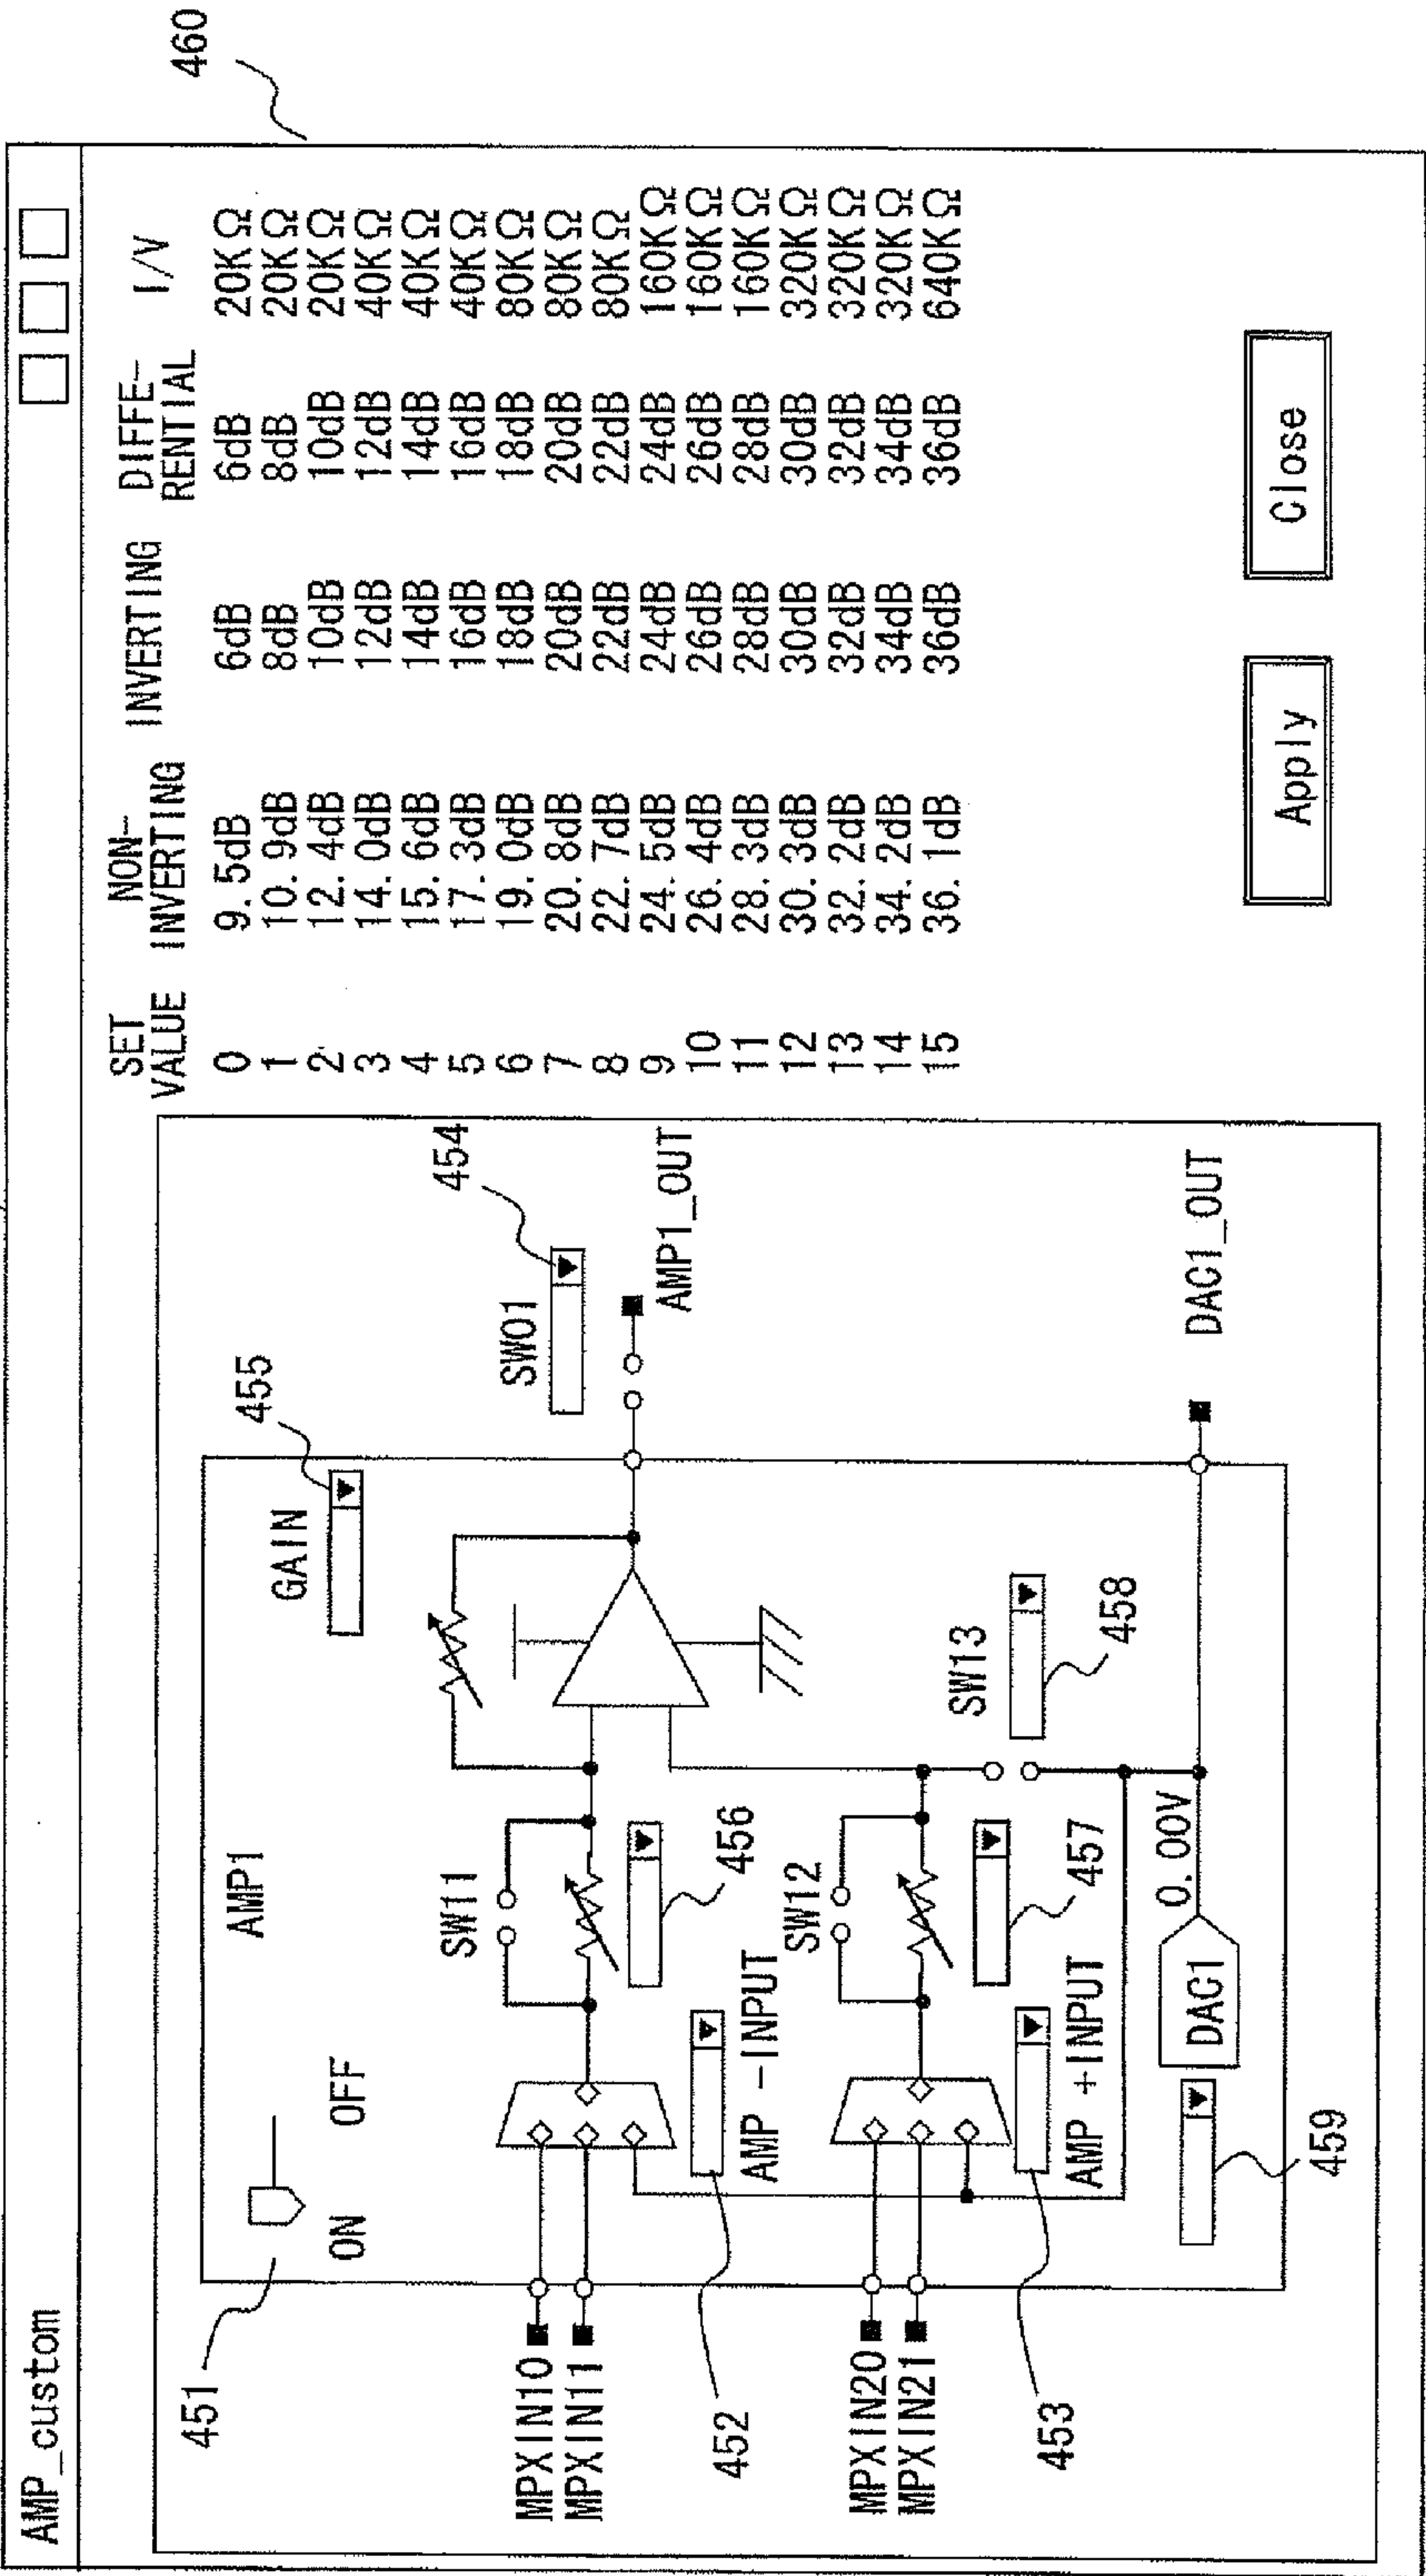 460
AMP_custom
SET VALUE NON-INVERTING INVERTING DIFFE-RENTIAL I/V
0 9.5dB 6dB 6dB 20KΩ
1 10.9dB 8dB 8dB 20KΩ
2 12.4dB 10dB 10dB 20KΩ
3 14.0dB 12dB 12dB 40KΩ
4 15.6dB 14dB 14dB 40KΩ
5 17.3dB 16dB 16dB 40KΩ
6 19.0dB 18dB 18dB 80KΩ
7 20.8dB 20dB 20dB 80KΩ
8 22.7dB 22dB 22dB 80KΩ
9 24.5dB 24dB 24dB 160KΩ
10 26.4dB 26dB 26dB 160KΩ
11 28.3dB 28dB 28dB 160KΩ
12 30.3dB 30dB 30dB 320KΩ
13 32.2dB 32dB 32dB 320KΩ
14 34.2dB 34dB 34dB 320KΩ
15 36.1dB 36dB 36dB 640KΩ
Apply
Close
451
ON
OFF
AMP1
GAIN
455
454
SW01
AMP1_OUT
MPXIN10
MPXIN11
SW11
456
452
AMP -INPUT
MPXIN20
MPXIN21
SW12
457
SW13
458
453
AMP +INPUT
DAC1
0.00V
DAC1_OUT
459